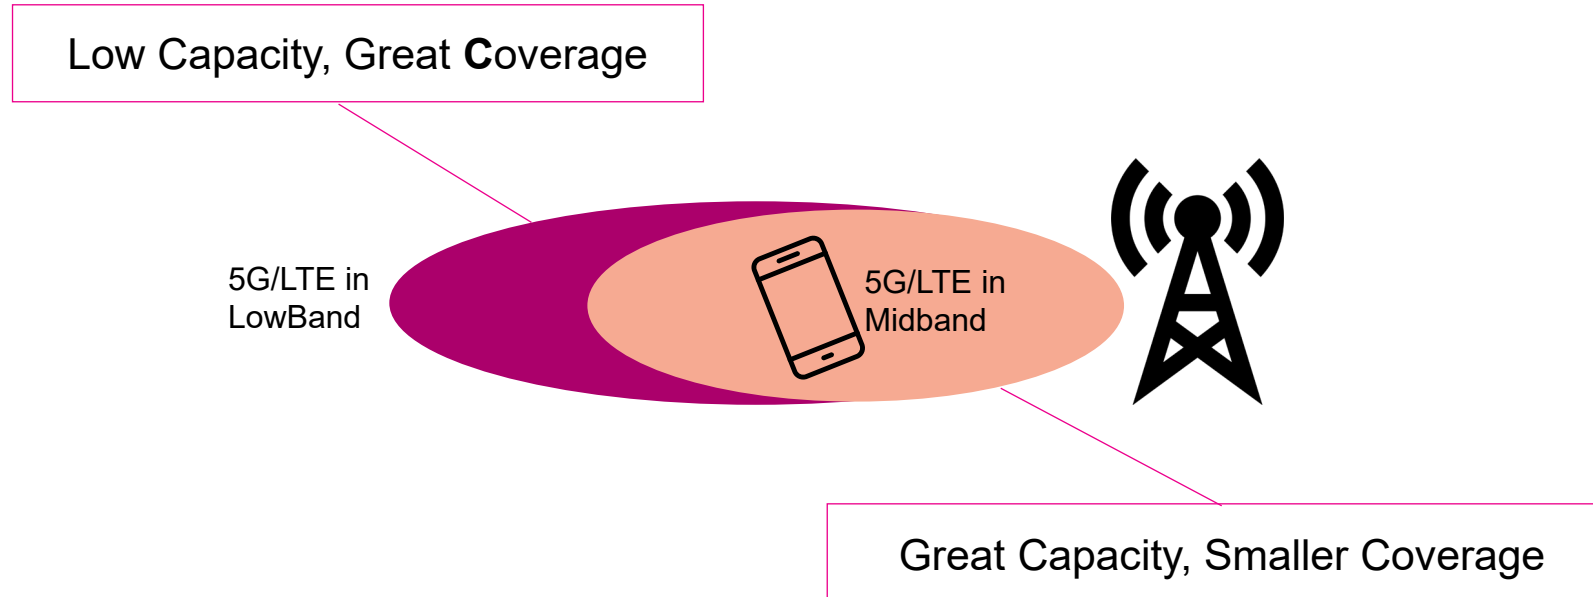 Low Capacity, Great Coverage
5G/LTE in
LowBand
5G/LTE in
Midband
Great Capacity, Smaller Coverage